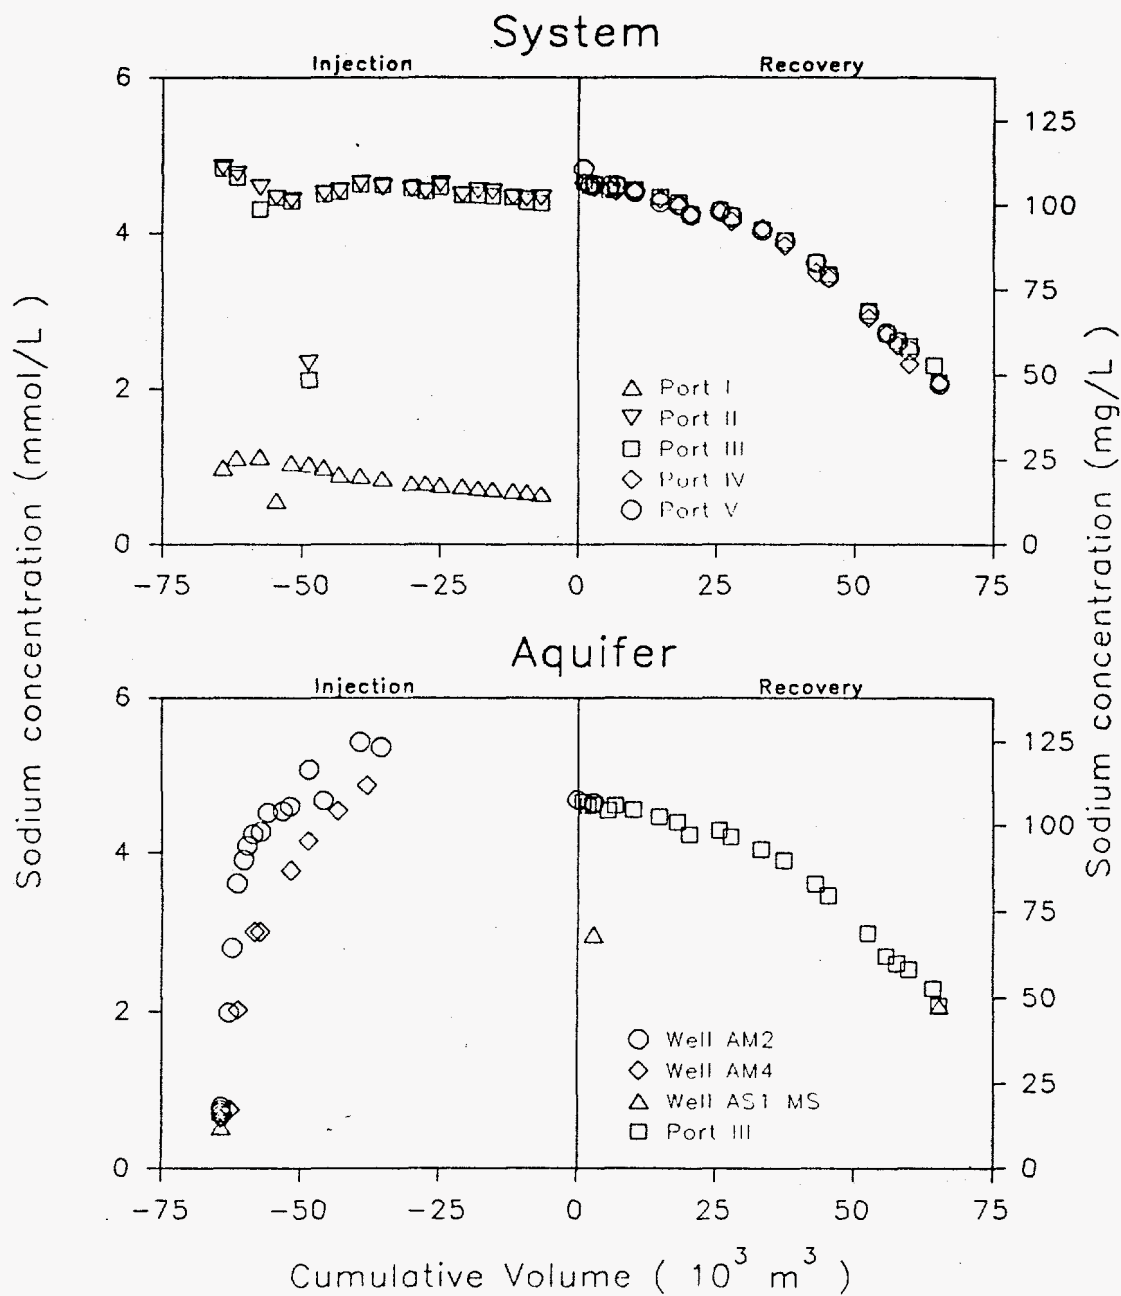 System
Injection Recovery
6
4
2
0
125
100
75
50
25
0
Port I
Port II
Port III
Port IV
Port V
-75 -50 -25 0 25 50 75
Sodium concentration (mmol/L )
Sodium concentration (mg/L )
Aquifer
Injection Recovery
6
4
2
0
125
100
75
50
25
0
Well AM2
Well AM4
Well AS1 MS
Port III
-75 -50 -25 0 25 50 75
Cumulative Volume ( 10³ m³ )